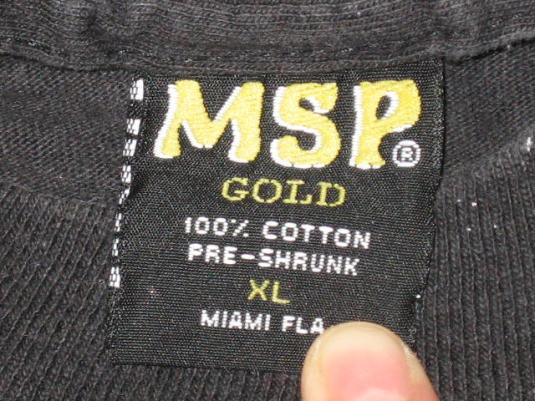 MSP®
GOLD
100% COTTON
PRE-SHRUNK
XL
MIAMI FLA